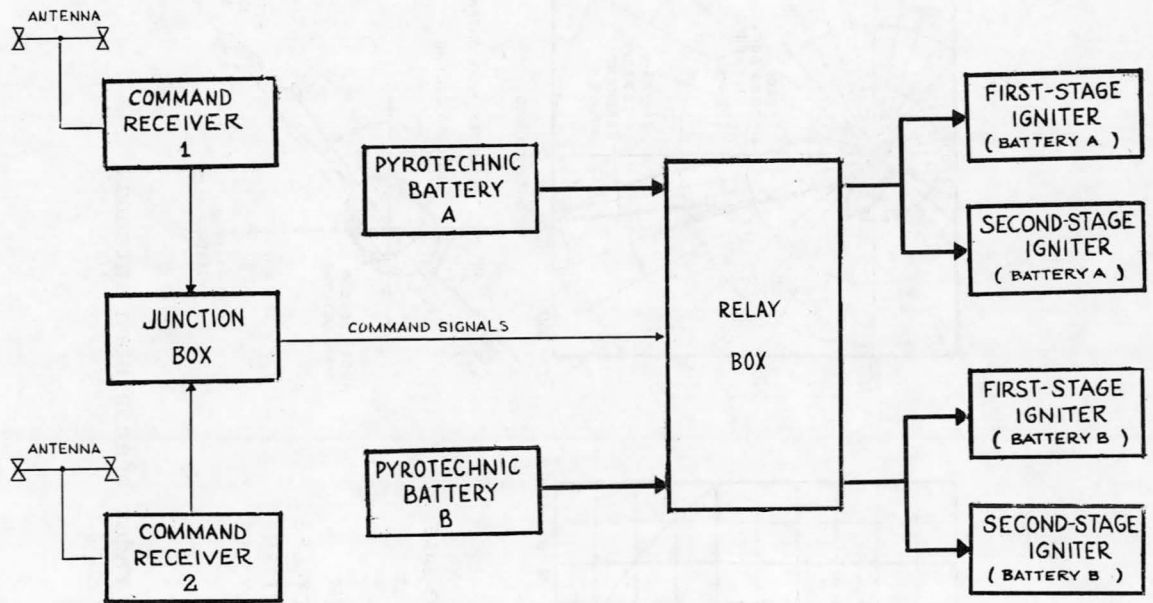 ANTENNA
COMMAND
RECEIVER
1
PYROTECHNIC
BATTERY
A
JUNCTION
BOX
COMMAND SIGNALS
ANTENNA
COMMAND
RECEIVER
2
PYROTECHNIC
BATTERY
B
RELAY
BOX
FIRST-STAGE
IGNITER
( BATTERY A )
SECOND-STAGE
IGNITER
( BATTERY A )
FIRST-STAGE
IGNITER
( BATTERY B )
SECOND-STAGE
IGNITER
( BATTERY B )